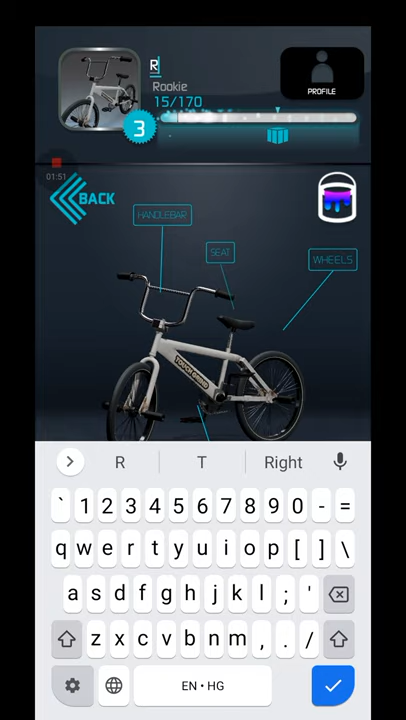 R
Rookie
15/170
3
PROFILE
01:51
BACK
HANDLEBAR
SEAT
WHEELS
TOUCHGRIND
R T Right
` 1 2 3 4 5 6 7 8 9 0 - =
q w e r t y u i o p [ ] \
a s d f g h j k l ; '
z x c v b n m , . /
EN • HG